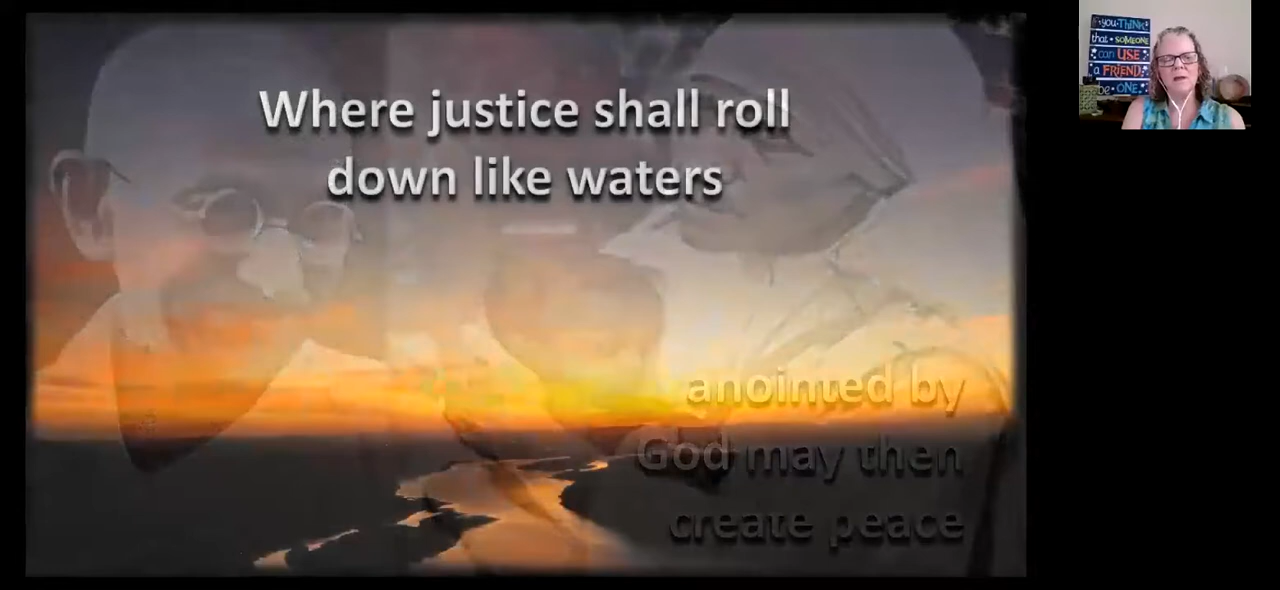 Where justice shall roll
down like waters
anointed by
God may then
create peace
you THiNK
that • SOMEONE
can USE
a FRiEND
be • ONE